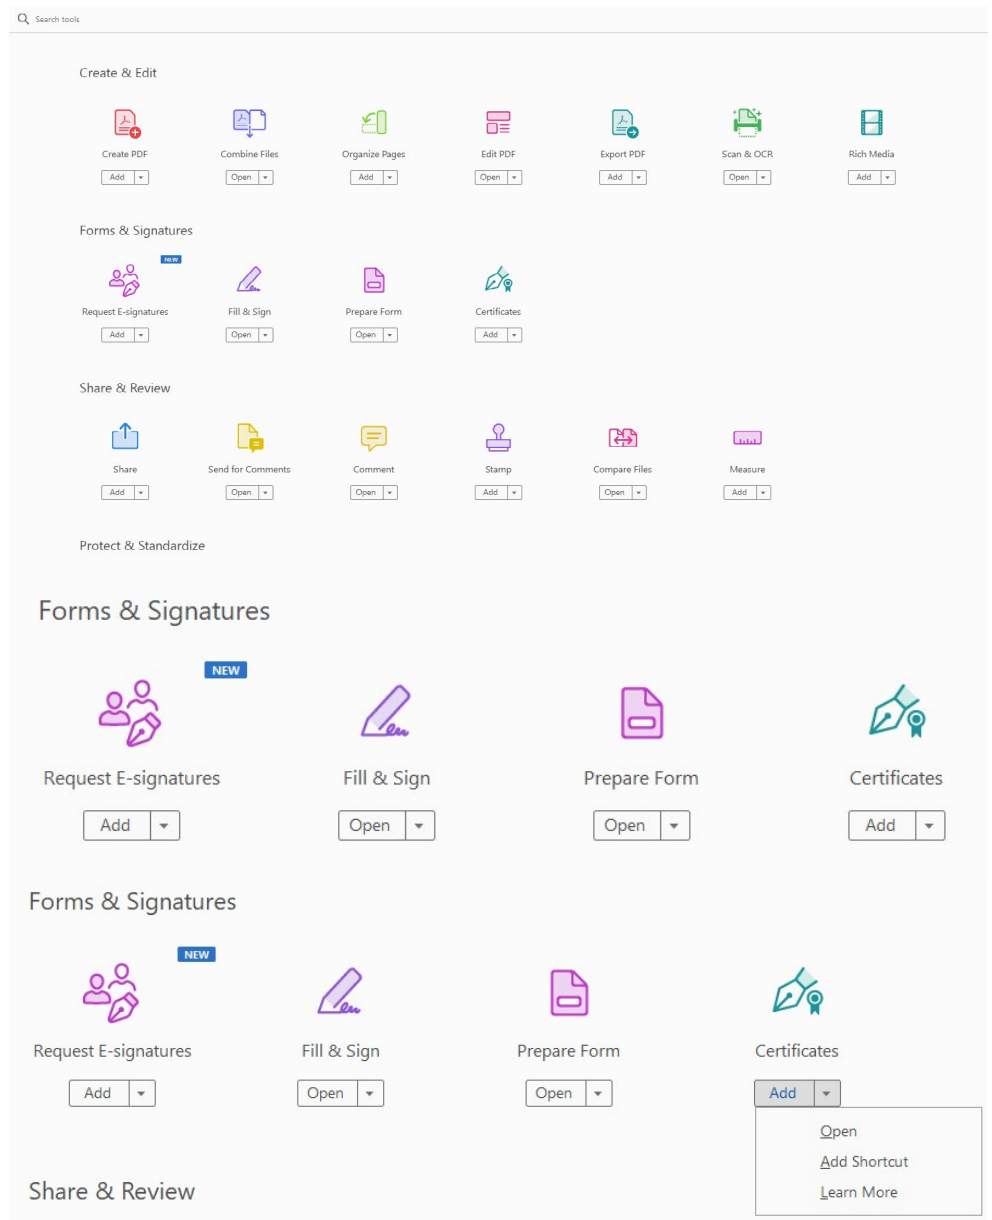 Search tools
Create & Edit
Create PDF Combine Files Organize Pages Edit PDF Export PDF Scan & OCR Rich Media
Add Open Add Open Add Open Add
Forms & Signatures
NEW
Request E-signatures Fill & Sign Prepare Form Certificates
Add Open Open Add
Share & Review
Share Send for Comments Comment Stamp Compare Files Measure
Add Open Open Add Open Add
Protect & Standardize
Forms & Signatures
NEW
Request E-signatures Fill & Sign Prepare Form Certificates
Add Open Open Add
Forms & Signatures
NEW
Request E-signatures Fill & Sign Prepare Form Certificates
Add Open Open Add
Open
Add Shortcut
Learn More
Share & Review